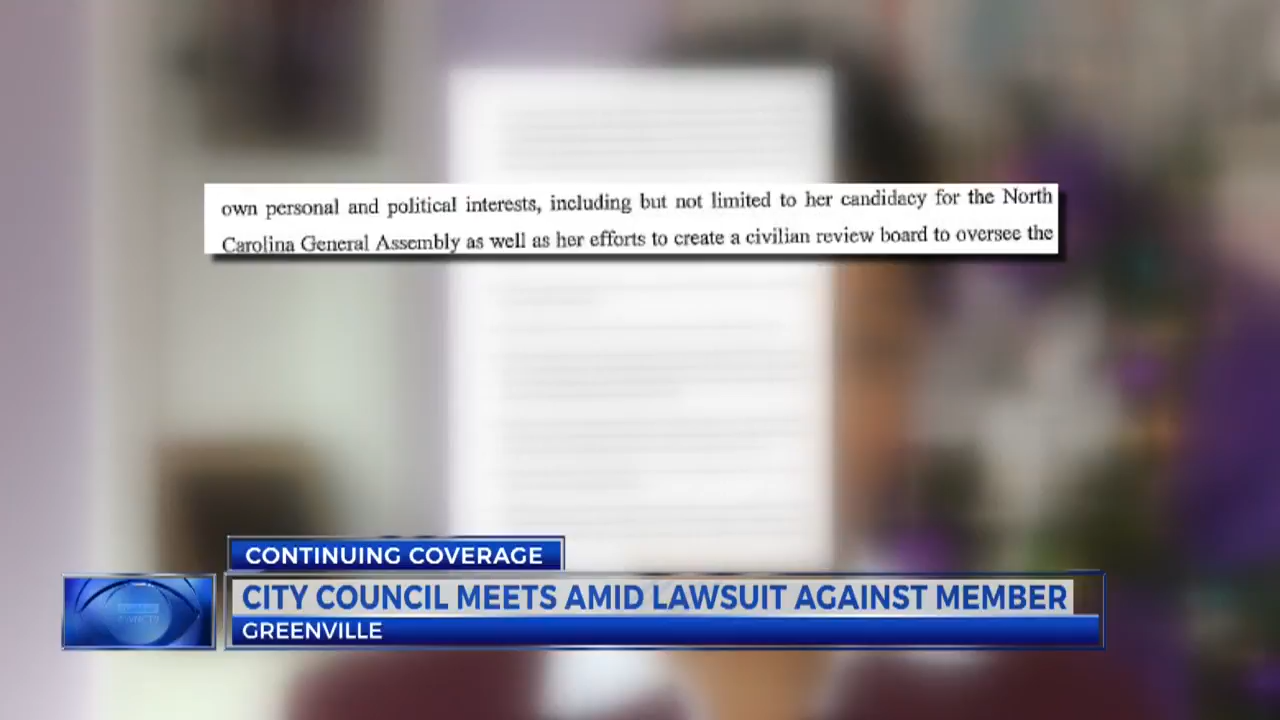 own personal and political interests, including but not limited to her candidacy for the North
Carolina General Assembly as well as her efforts to create a civilian review board to oversee the
CONTINUING COVERAGE
CITY COUNCIL MEETS AMID LAWSUIT AGAINST MEMBER
GREENVILLE